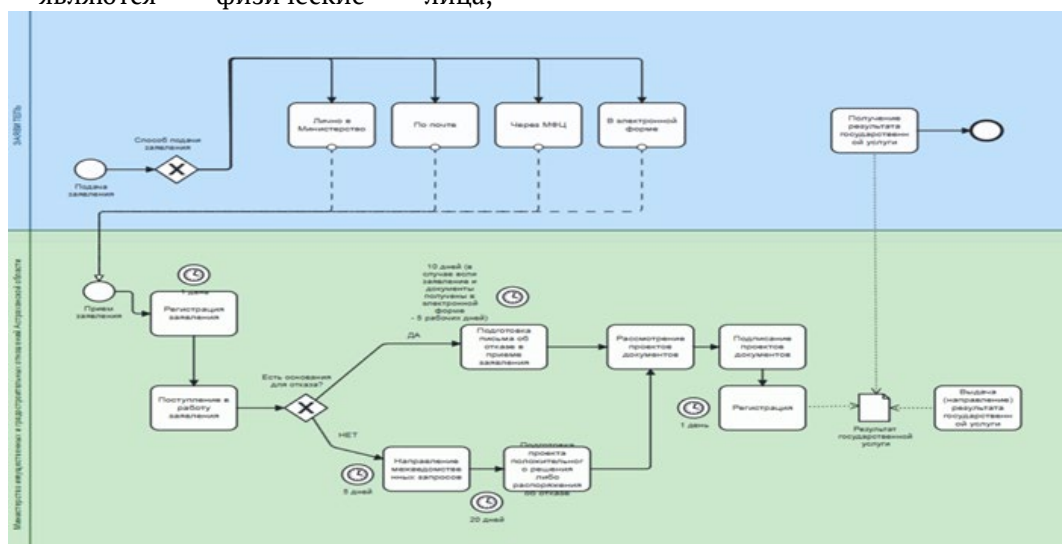 являются физические лица,
ЗАЯВИТЕЛЬ
Способ подачи
заявления
Подача
заявления
Лично в
Министерство
По почте
Через МФЦ
В электронной
форме
Получение
результата
государственн
ой услуги
Министерство имущественных и градостроительных отношений Астраханской области
Прием
заявления
1 день
Регистрация
заявления
Поступление в
работу
заявления
Есть основания
для отказа?
ДА
НЕТ
10 дней (в
случае если
заявление и
документы
получены в
электронной
форме
- 5 рабочих дней)
Подготовка
письма об
отказе в
приеме
заявления
Рассмотрение
проектов
документов
Подписание
проектов
документов
Регистрация
1 день
Результат
государственной
услуги
Выдача
(направление)
результата
государственн
ой услуги
Направление
межведомстве
нных запросов
5 дней
Подготовка
проекта
положительног
о решения
либо
распоряжения
об отказе
20 дней